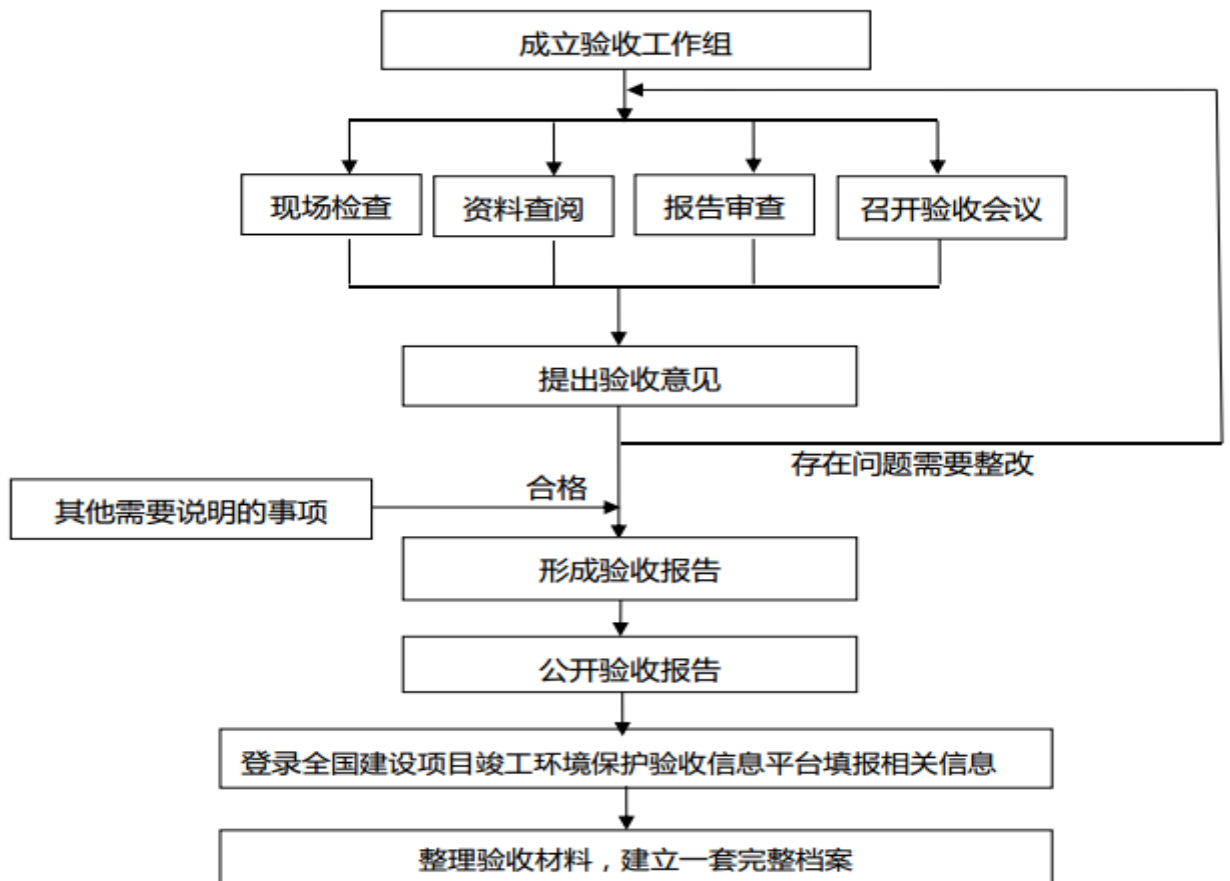 成立验收工作组
现场检查
资料查阅
报告审查
召开验收会议
提出验收意见
存在问题需要整改
合格
其他需要说明的事项
形成验收报告
公开验收报告
登录全国建设项目竣工环境保护验收信息平台填报相关信息
整理验收材料，建立一套完整档案